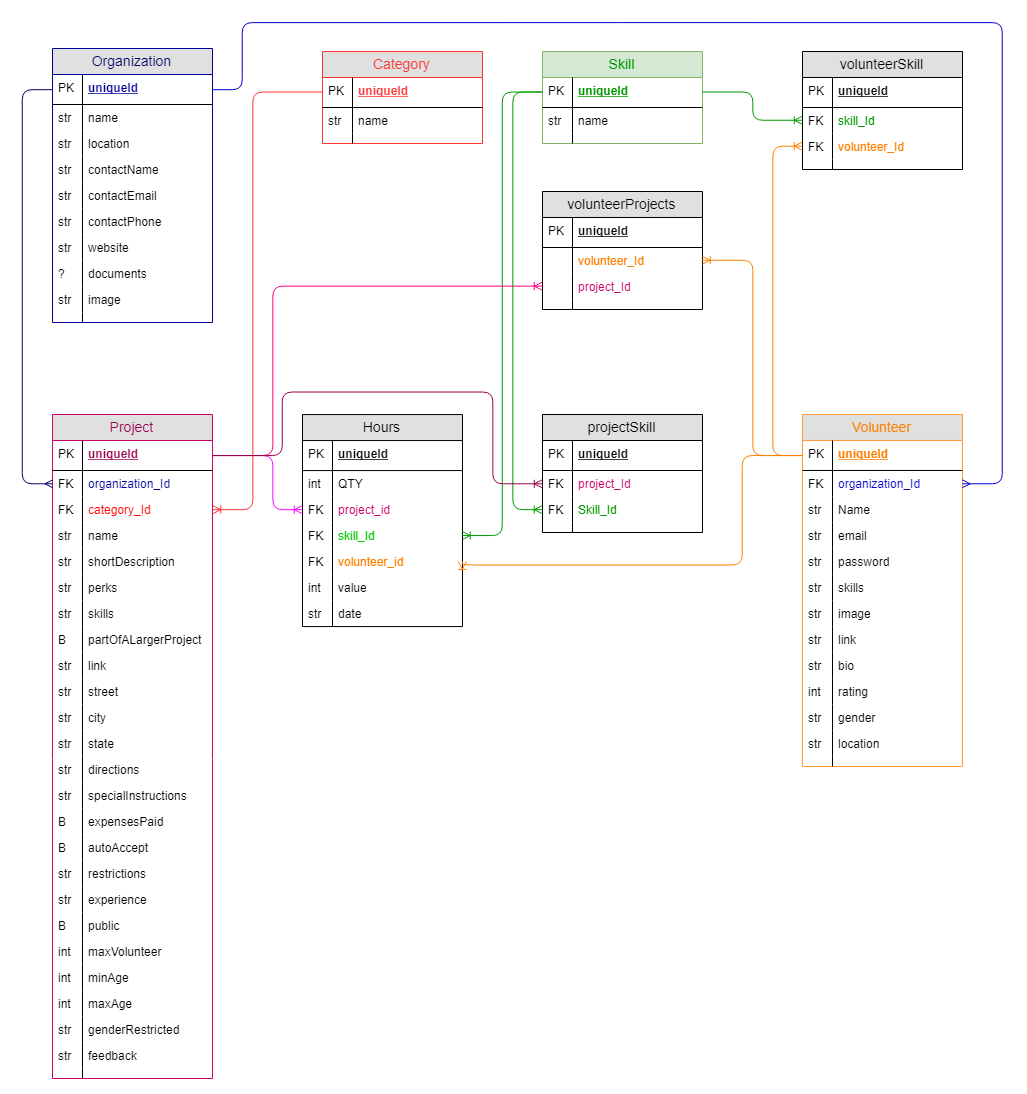 Organization
PK uniqueId
str name
str location
str contactName
str contactEmail
str contactPhone
str website
? documents
str image
Category
PK uniqueId
str name
Skill
PK uniqueId
str name
volunteerSkill
PK uniqueId
FK skill_Id
FK volunteer_Id
volunteerProjects
PK uniqueId
volunteer_Id
project_Id
Project
PK uniqueId
FK organization_Id
FK category_Id
str name
str shortDescription
str perks
str skills
B partOfALargerProject
str link
str street
str city
str state
str directions
str specialInstructions
B expensesPaid
B autoAccept
str restrictions
str experience
B public
int maxVolunteer
int minAge
int maxAge
str genderRestricted
str feedback
Hours
PK uniqueId
int QTY
FK project_id
FK skill_Id
FK volunteer_id
int value
str date
projectSkill
PK uniqueId
FK project_Id
FK Skill_Id
Volunteer
PK uniqueId
FK organization_Id
str Name
str email
str password
str skills
str image
str link
str bio
int rating
str gender
str location